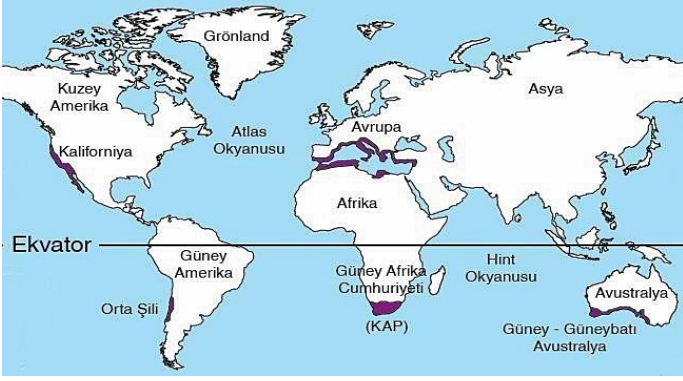 Grönland
Kuzey
Amerika
Asya
Atlas
Okyanusu
Avrupa
Kaliforniya
Afrika
Ekvator
Güney
Amerika
Güney Afrika
Cumhuriyeti
(KAP)
Hint
Okyanusu
Orta Şili
Avustralya
Güney - Güneybatı
Avustralya